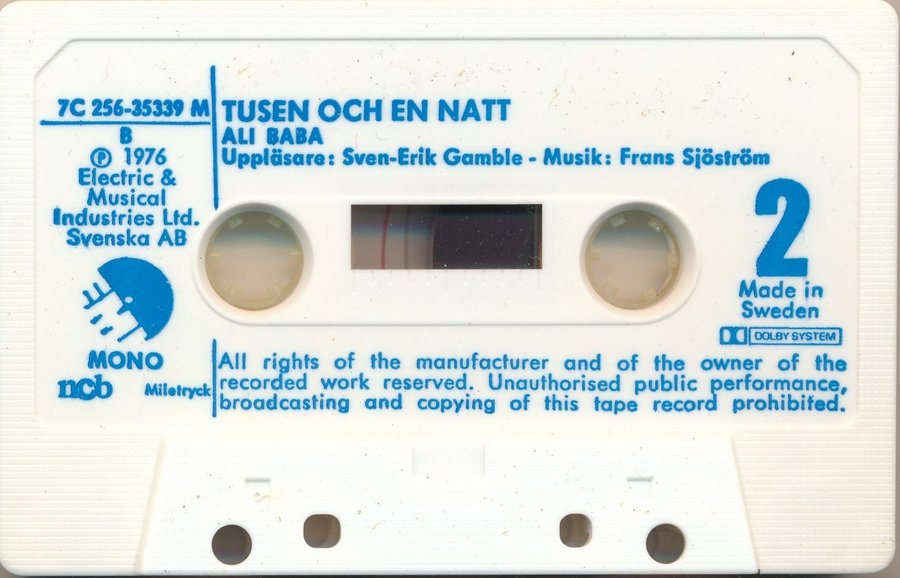 7C 256-35339 M
B
Ⓟ 1976
Electric &
Musical
Industries Ltd.
Svenska AB
MONO
ncb
Miletryck
TUSEN OCH EN NATT
ALI BABA
Uppläsare: Sven-Erik Gamble - Musik: Frans Sjöström
2
Made in
Sweden
DOLBY SYSTEM
All rights of the manufacturer and of the owner of the
recorded work reserved. Unauthorised public performance,
broadcasting and copying of this tape record prohibited.